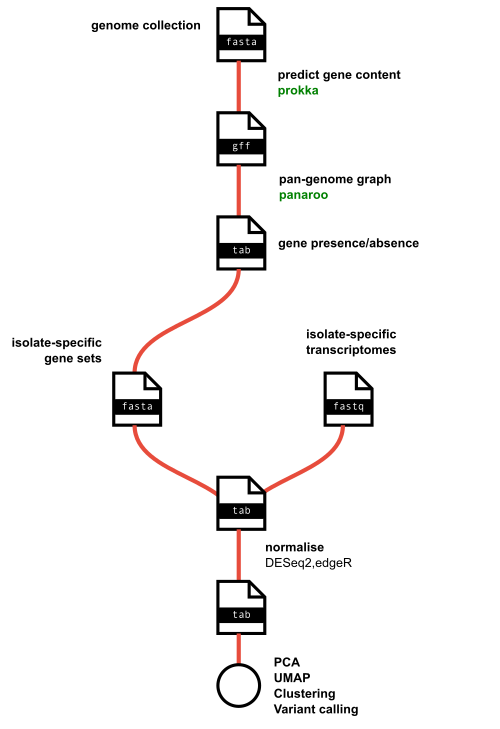 genome collection
fasta
predict gene content
prokka
gff
pan-genome graph
panaroo
tab
gene presence/absence
isolate-specific
gene sets
isolate-specific
transcriptomes
fasta
fastq
tab
normalise
DESeq2,edgeR
tab
PCA
UMAP
Clustering
Variant calling